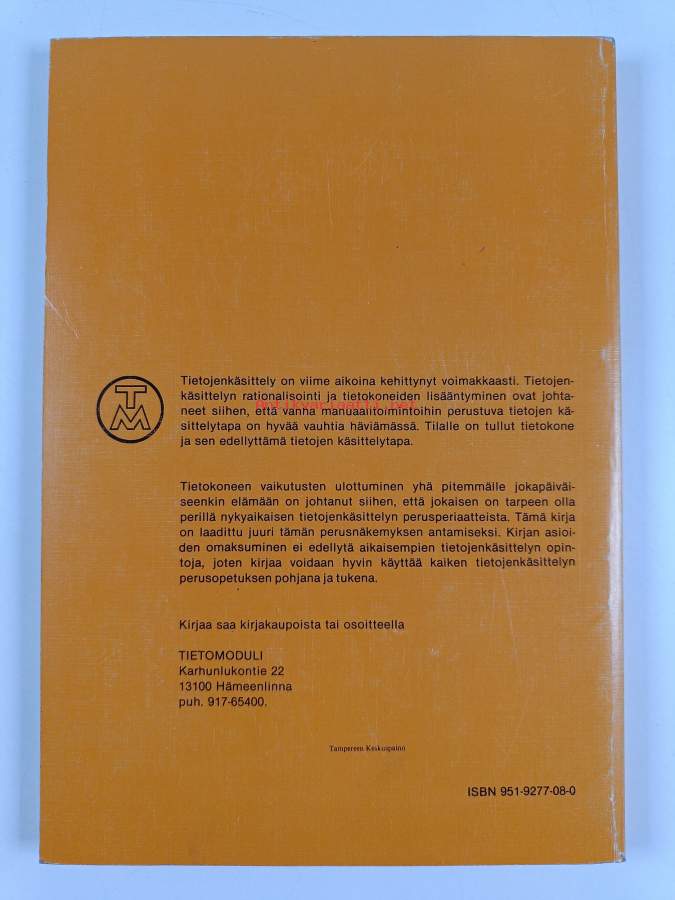 TM
Tietojenkäsittely on viime aikoina kehittynyt voimakkaasti. Tietojen-
käsittelyn rationalisointi ja tietokoneiden lisääntyminen ovat johta-
neet siihen, että vanha manuaalitoimintoihin perustuva tietojen kä-
sittelytapa on hyvää vauhtia häviämässä. Tilalle on tullut tietokone
ja sen edellyttämä tietojen käsittelytapa.
Antikvariaatti.net
Tietokoneen vaikutusten ulottuminen yhä pitemmälle jokapäiväi-
seenkin elämään on johtanut siihen, että jokaisen on tarpeen olla
perillä nykyaikaisen tietojenkäsittelyn perusperiaatteista. Tämä kirja
on laadittu juuri tämän perusnäkemyksen antamiseksi. Kirjan asioi-
den omaksuminen ei edellytä aikaisempien tietojenkäsittelyn opin-
toja, joten kirjaa voidaan hyvin käyttää kaiken tietojenkäsittelyn
perusopetuksen pohjana ja tukena.
Kirjaa saa kirjakaupoista tai osoitteella
TIETOMODULI
Karhunlukontie 22
13100 Hämeenlinna
puh. 917-65400.
Tampereen Keskuspaino
ISBN 951-9277-08-0